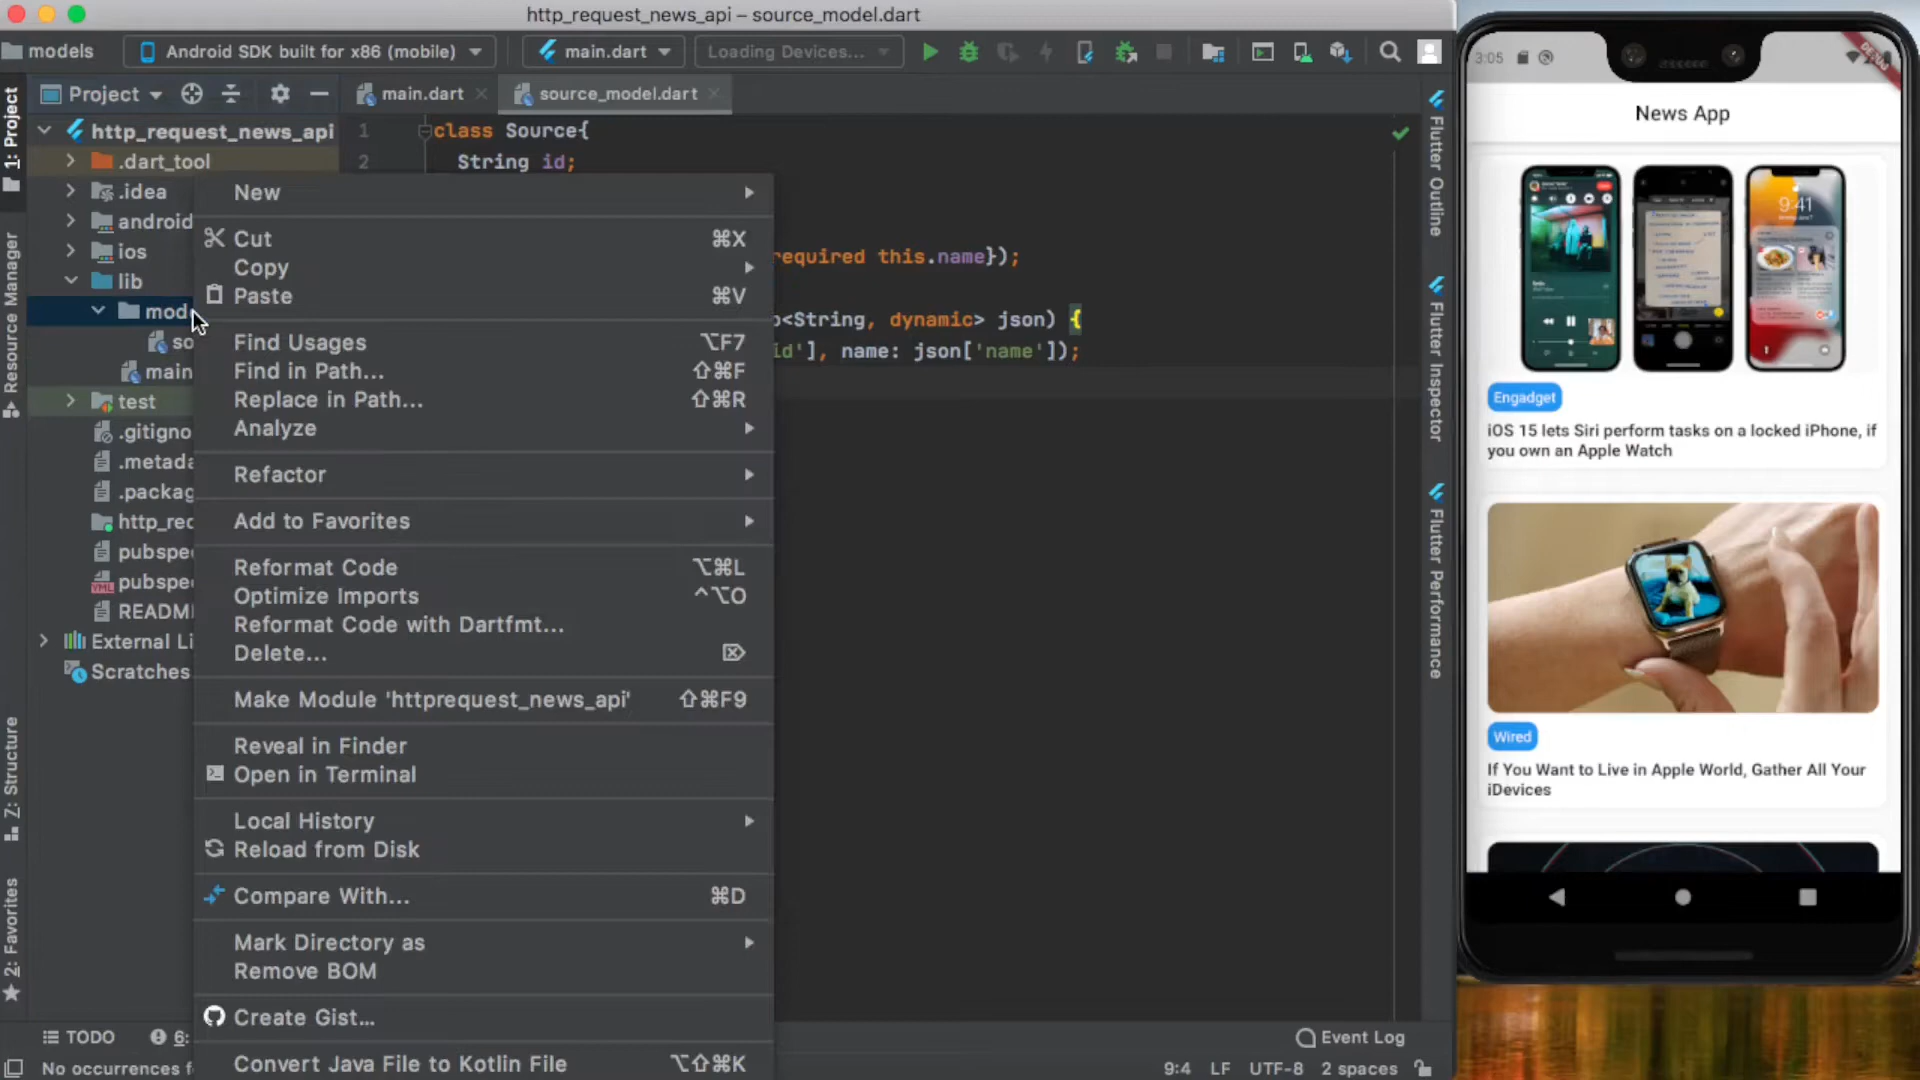 http_request_news_api – source_model.dart
models
Android SDK built for x86 (mobile)
main.dart
Loading Devices...
1: Project
Resource Manager
Z: Structure
2: Favorites
Project
http_request_news_api
.dart_tool
.idea
android
ios
lib
mod
so
main
test
.gitigno
.metada
.packag
http_req
pubspe
pubspe
README
External Li
Scratches
main.dart
source_model.dart
1 class Source{
2 String id;
required this.name});
p<String, dynamic> json) {
id'], name: json['name']);
New
Cut ⌘X
Copy
Paste ⌘V
Find Usages ⌥F7
Find in Path... ⇧⌘F
Replace in Path... ⇧⌘R
Analyze
Refactor
Add to Favorites
Reformat Code ⌥⌘L
Optimize Imports ^⌥O
Reformat Code with Dartfmt...
Delete... ⌦
Make Module 'httprequest_news_api' ⇧⌘F9
Reveal in Finder
Open in Terminal
Local History
Reload from Disk
Compare With... ⌘D
Mark Directory as
Remove BOM
Create Gist...
Convert Java File to Kotlin File ⌥⇧⌘K
Flutter Outline
Flutter Inspector
Flutter Performance
TODO
6:
Event Log
No occurrences f
9:4 LF UTF-8 2 spaces
3:05
News App
9:41
Engadget
iOS 15 lets Siri perform tasks on a locked iPhone, if
you own an Apple Watch
Wired
If You Want to Live in Apple World, Gather All Your
iDevices